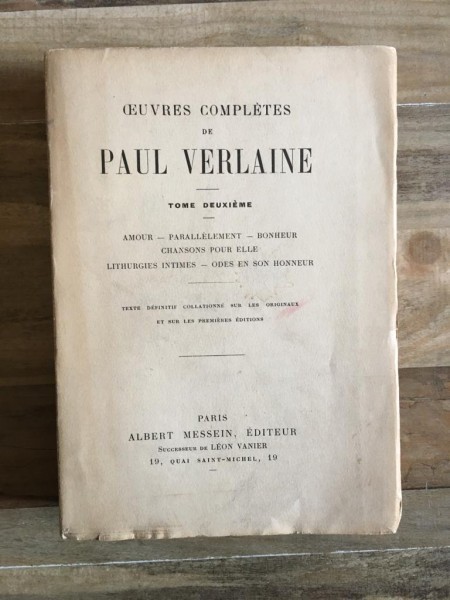 ŒUVRES COMPLÈTES
DE
PAUL VERLAINE
TOME DEUXIÈME
AMOUR — PARALLÈLEMENT — BONHEUR
CHANSONS POUR ELLE
LITHURGIES INTIMES — ODES EN SON HONNEUR
TEXTE DÉFINITIF COLLATIONNÉ SUR LES ORIGINAUX
ET SUR LES PREMIÈRES ÉDITIONS
PARIS
ALBERT MESSEIN, ÉDITEUR
SUCCESSEUR DE LÉON VANIER
19, QUAI SAINT-MICHEL, 19